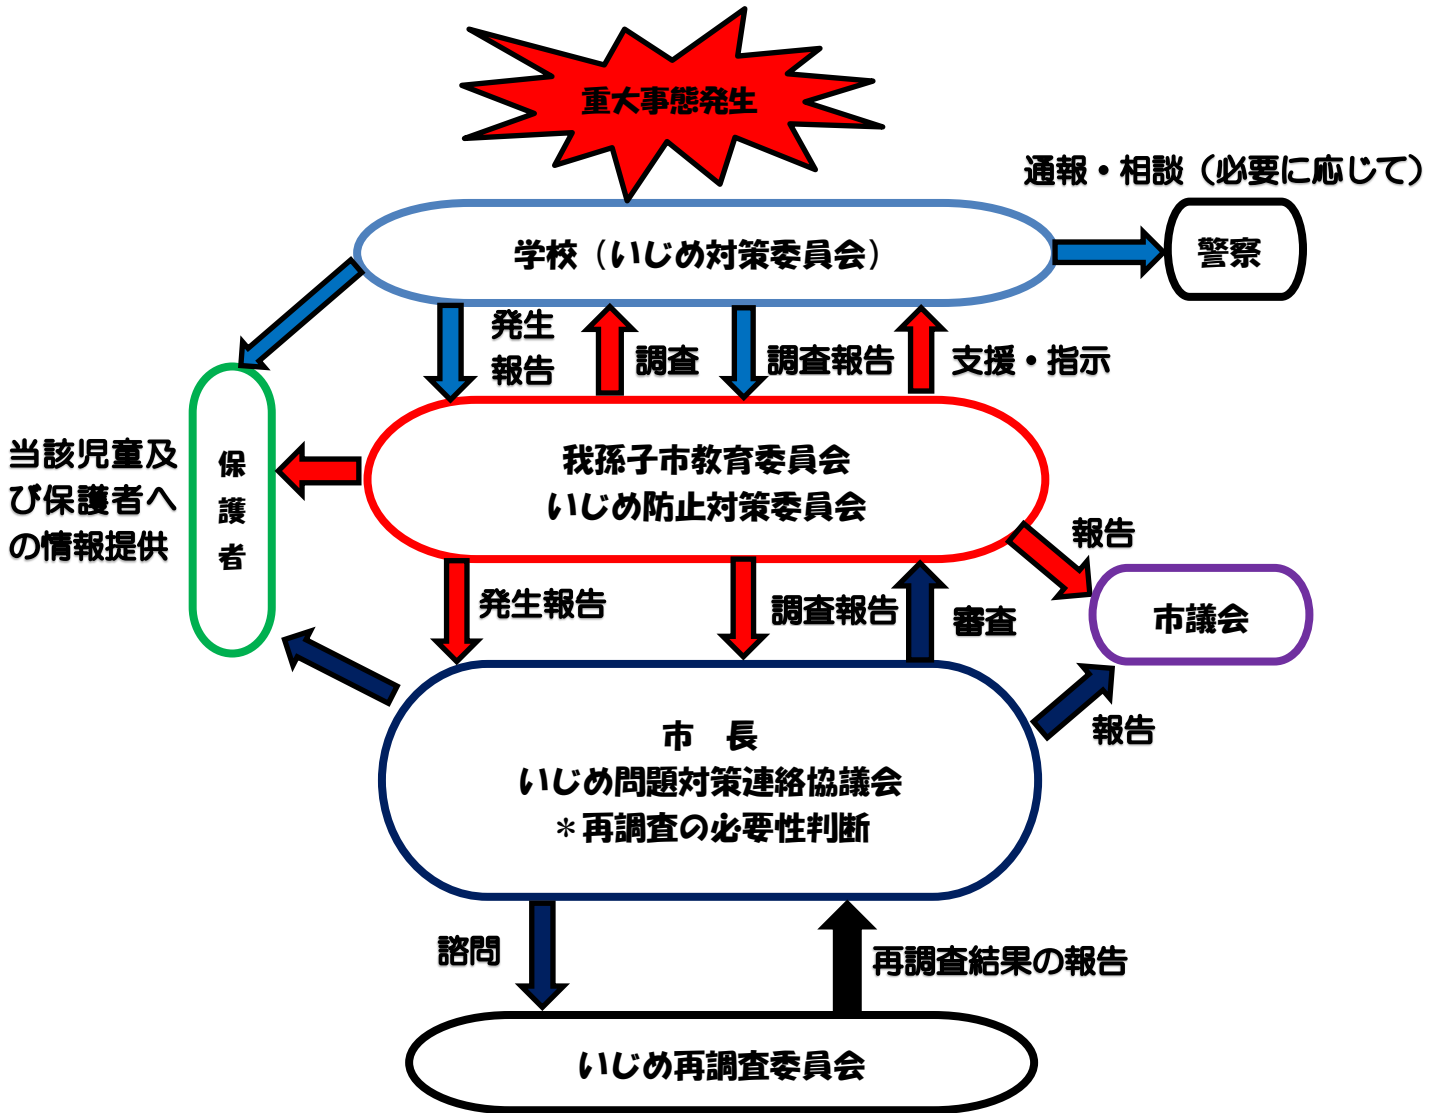 重大事態発生
通報・相談（必要に応じて）
学校（いじめ対策委員会）
警察
発生
報告
調査
調査報告
支援・指示
当該児童及
び保護者へ
の情報提供
保
護
者
我孫子市教育委員会
いじめ防止対策委員会
報告
発生報告
調査報告
審査
市議会
市　長
いじめ問題対策連絡協議会
＊再調査の必要性判断
報告
諮問
再調査結果の報告
いじめ再調査委員会